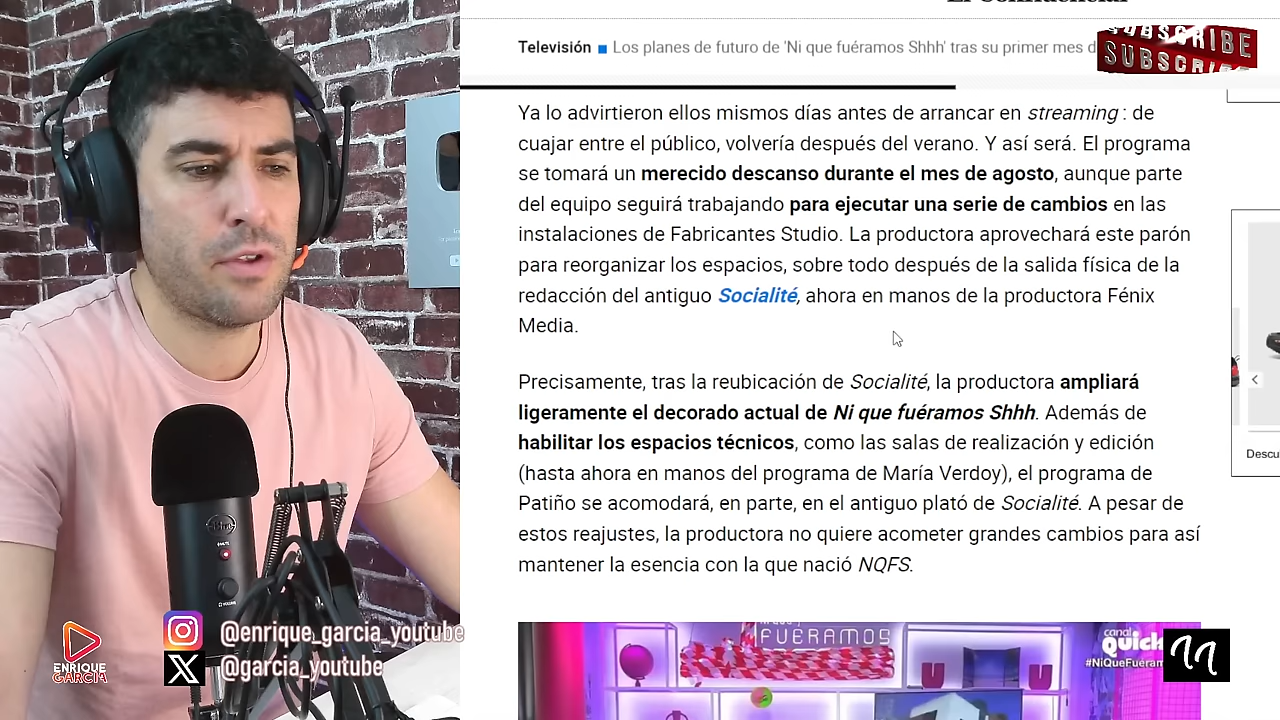 Televisión ■ Los planes de futuro de 'Ni que fuéramos Shhh' tras su primer mes d
SUBSCRIBE
SUBSCRIBE
Ya lo advirtieron ellos mismos días antes de arrancar en streaming : de
cuajar entre el público, volvería después del verano. Y así será. El programa
se tomará un merecido descanso durante el mes de agosto, aunque parte
del equipo seguirá trabajando para ejecutar una serie de cambios en las
instalaciones de Fabricantes Studio. La productora aprovechará este parón
para reorganizar los espacios, sobre todo después de la salida física de la
redacción del antiguo Socialité, ahora en manos de la productora Fénix
Media.
Precisamente, tras la reubicación de Socialité, la productora ampliará
ligeramente el decorado actual de Ni que fuéramos Shhh. Además de
habilitar los espacios técnicos, como las salas de realización y edición
(hasta ahora en manos del programa de María Verdoy), el programa de
Patiño se acomodará, en parte, en el antiguo plató de Socialité. A pesar de
estos reajustes, la productora no quiere acometer grandes cambios para así
mantener la esencia con la que nació NQFS.
Descu
FUÉRAMOS
canal
quick
#NiQueFueram
ENRIQUE
GARCIA
@enrique_garcia_youtube
@garcia_youtube